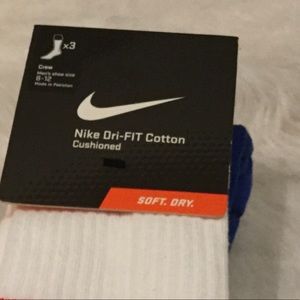 x3
Crew
Men's shoe size
8-12
Made in Pakistan
Nike Dri-FIT Cotton
Cushioned
SOFT. DRY.